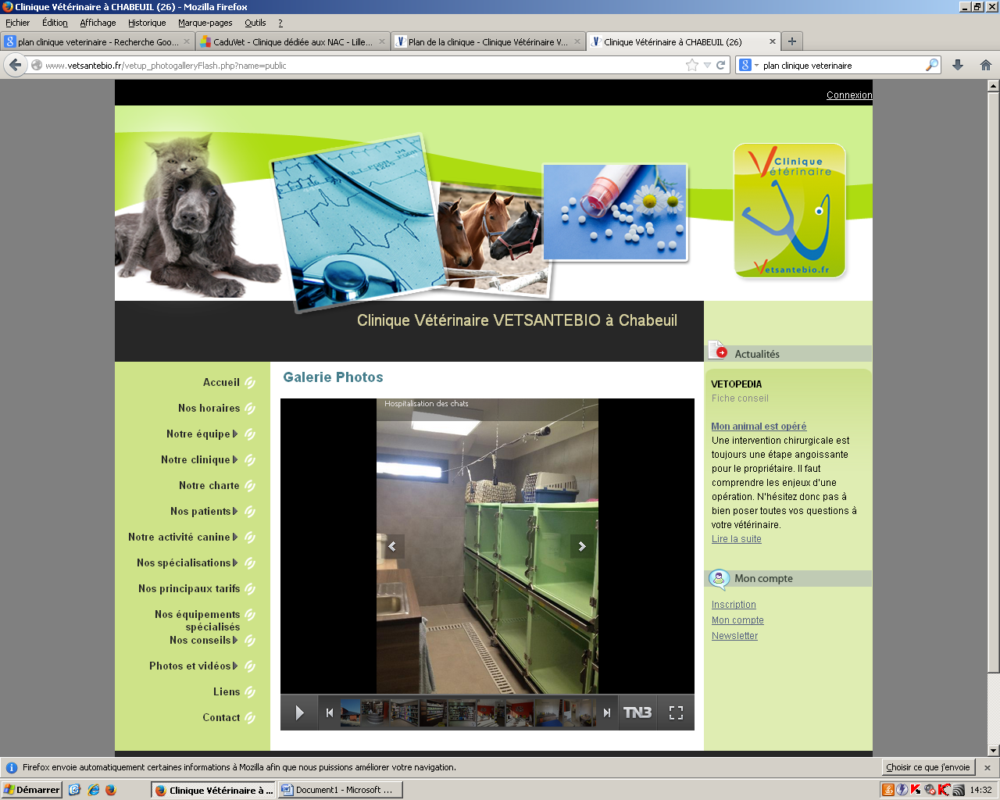 Clinique Vétérinaire à CHABEUIL (26) - Mozilla Firefox
Fichier Édition Affichage Historique Marque-pages Outils ?
plan clinique veterinaire - Recherche Goo...
CaduVet - Clinique dédiée aux NAC - Lille...
Plan de la clinique - Clinique Vétérinaire V...
Clinique Vétérinaire à CHABEUIL (26)
www.vetsantebio.fr/vetup_photogalleryFlash.php?name=public
plan clinique veterinaire
Connexion
Clinique
Vétérinaire
Vetsantebio.fr
Clinique Vétérinaire VETSANTEBIO à Chabeuil
Accueil
Nos horaires
Notre équipe
Notre clinique
Notre charte
Nos patients
Notre activité canine
Nos spécialisations
Nos principaux tarifs
Nos équipements
spécialisés
Nos conseils
Photos et vidéos
Liens
Contact
Galerie Photos
Hospitalisation des chats
TN3
Actualités
VETOPEDIA
Fiche conseil
Mon animal est opéré
Une intervention chirurgicale est
toujours une étape angoissante
pour le propriétaire. Il faut
comprendre les enjeux d'une
opération. N'hésitez donc pas à
bien poser toutes vos questions à
votre vétérinaire.
Lire la suite
Mon compte
Inscription
Mon compte
Newsletter
Firefox envoie automatiquement certaines informations à Mozilla afin que nous puissions améliorer votre navigation.
Choisir ce que j'envoie
Démarrer
Clinique Vétérinaire à ...
Document1 - Microsoft ...
14:32